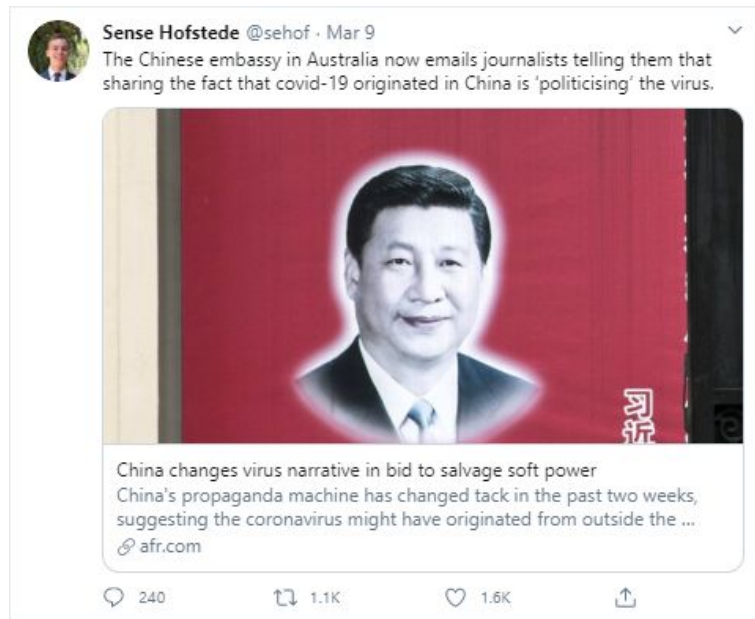 Sense Hofstede @sehof · Mar 9
The Chinese embassy in Australia now emails journalists telling them that
sharing the fact that covid-19 originated in China is ‘politicising’ the virus.
习近
China changes virus narrative in bid to salvage soft power
China's propaganda machine has changed tack in the past two weeks,
suggesting the coronavirus might have originated from outside the ...
afr.com
240 1.1K 1.6K